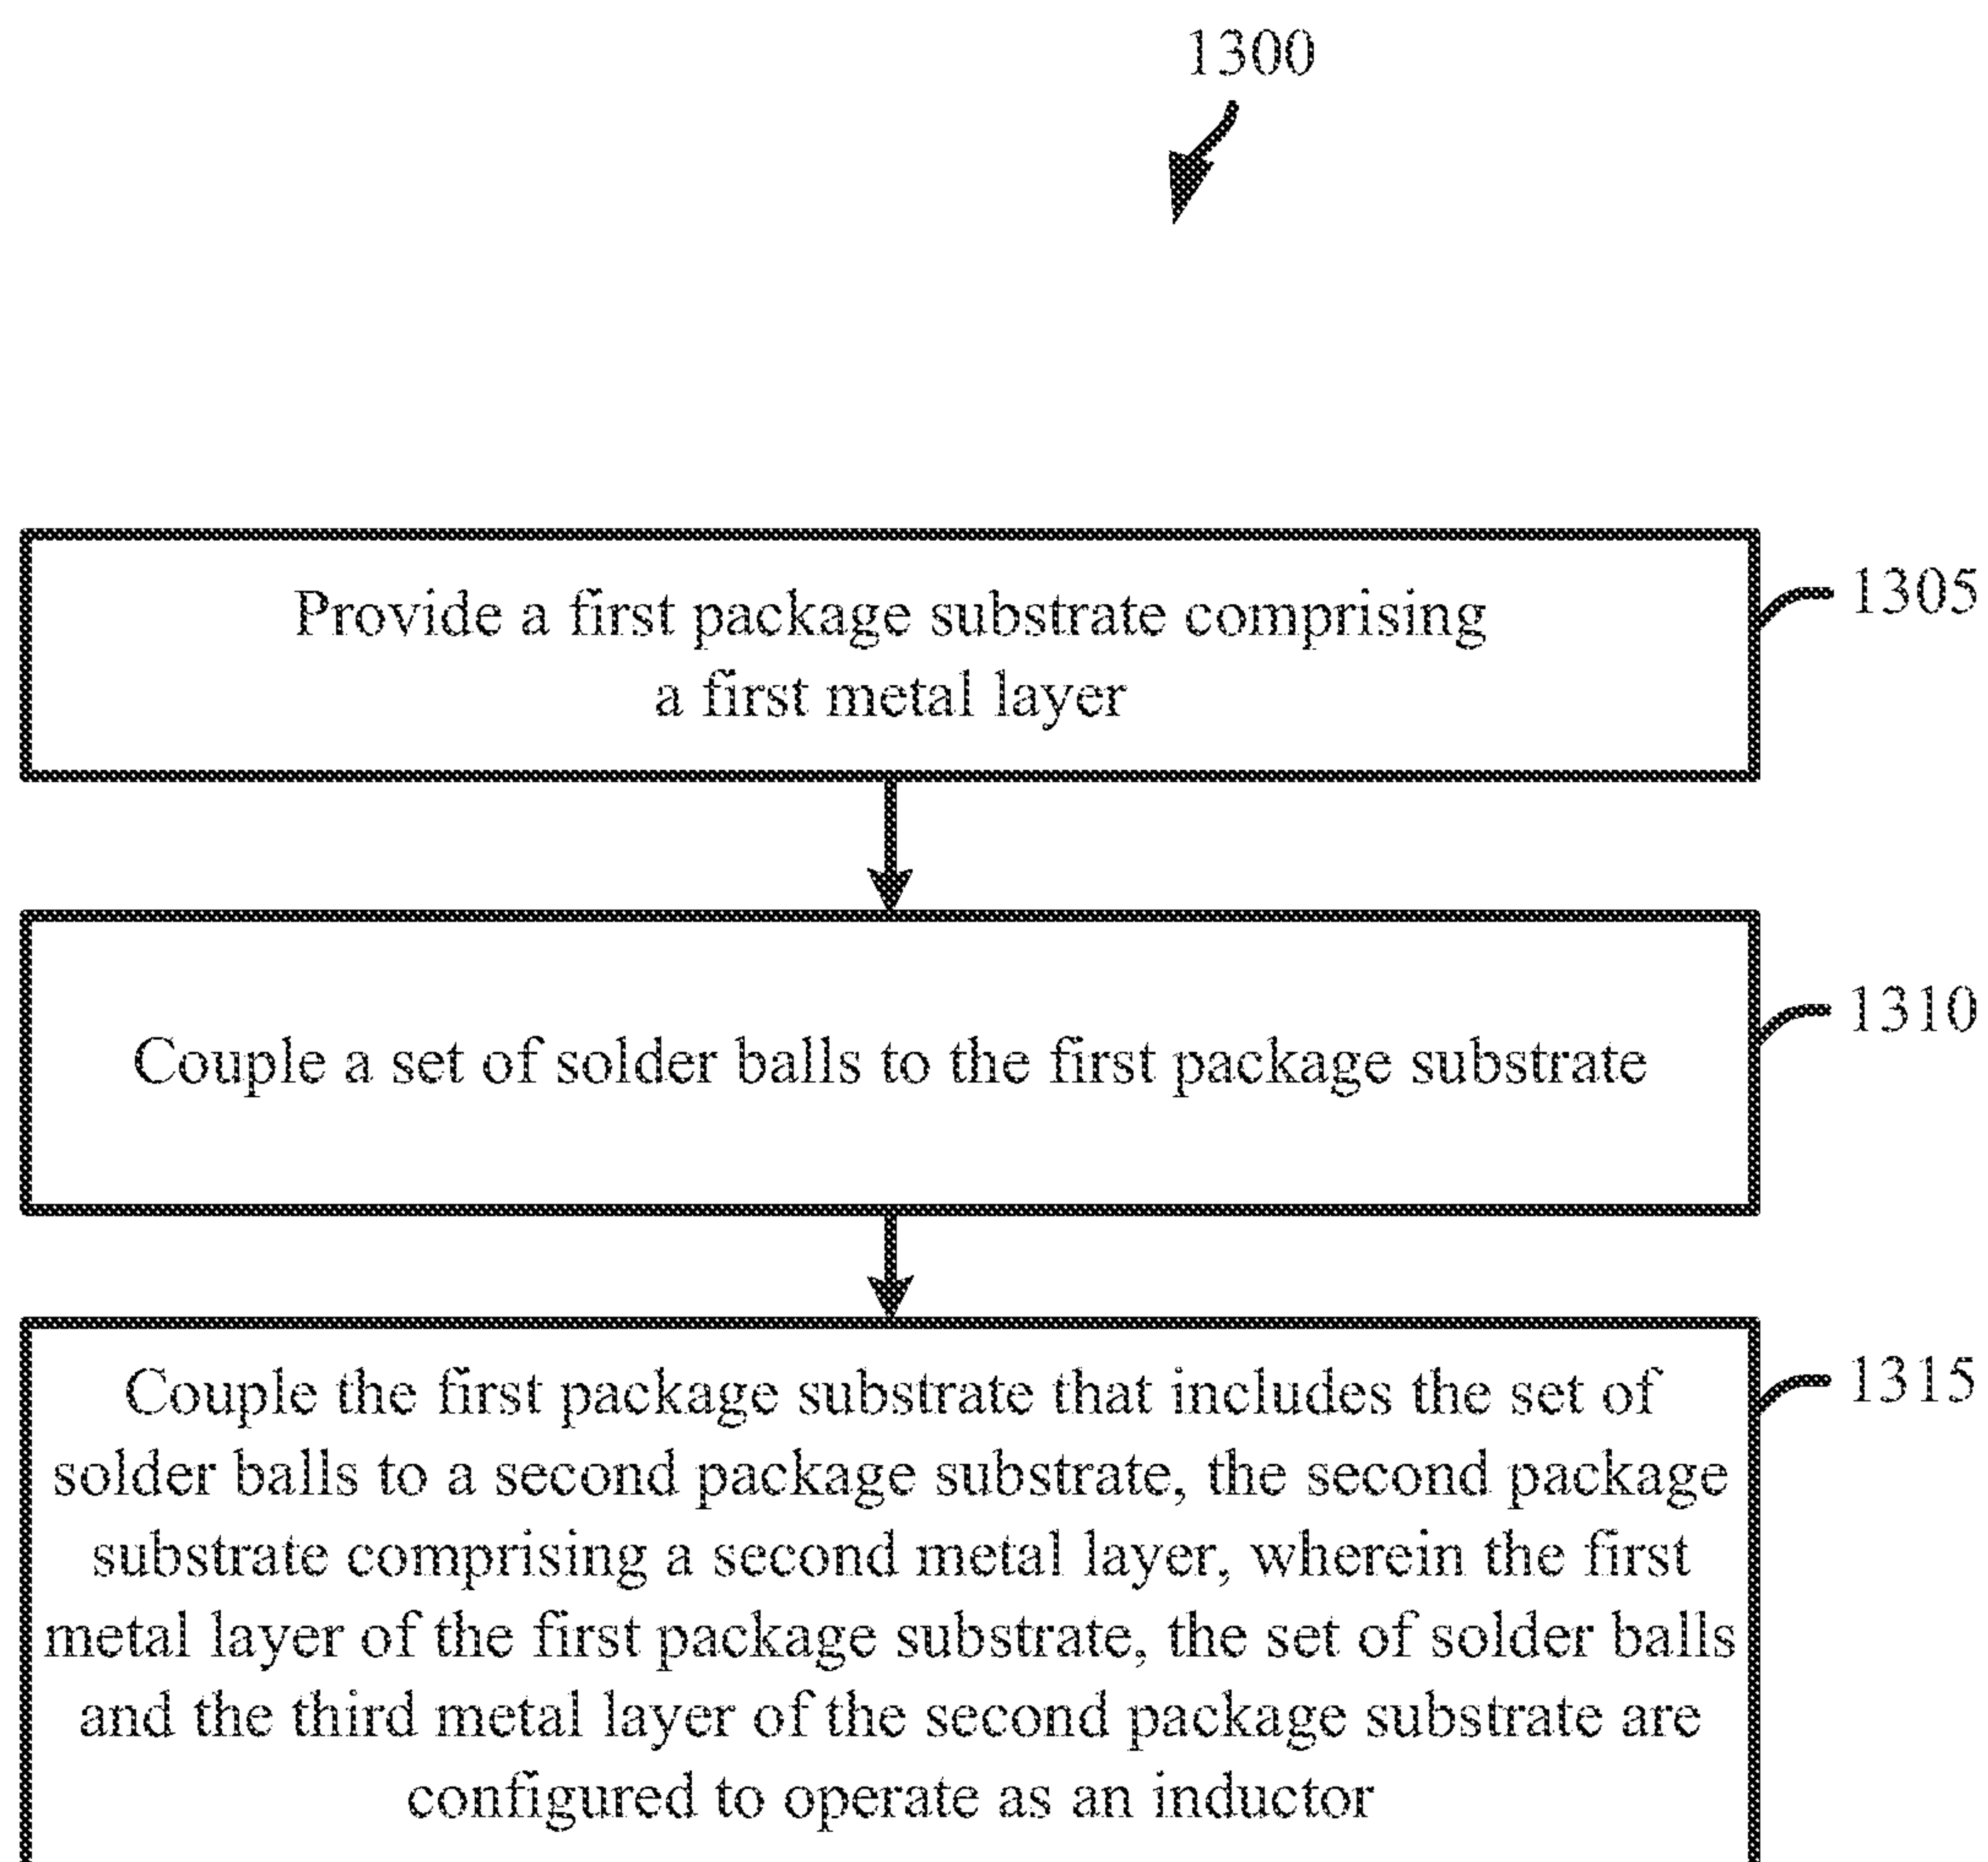 1300
Provide a first package substrate comprising
a first metal layer
1305
Couple a set of solder balls to the first package substrate
1310
Couple the first package substrate that includes the set of
solder balls to a second package substrate, the second package
substrate comprising a second metal layer, wherein the first
metal layer of the first package substrate, the set of solder balls
and the third metal layer of the second package substrate are
configured to operate as an inductor
1315